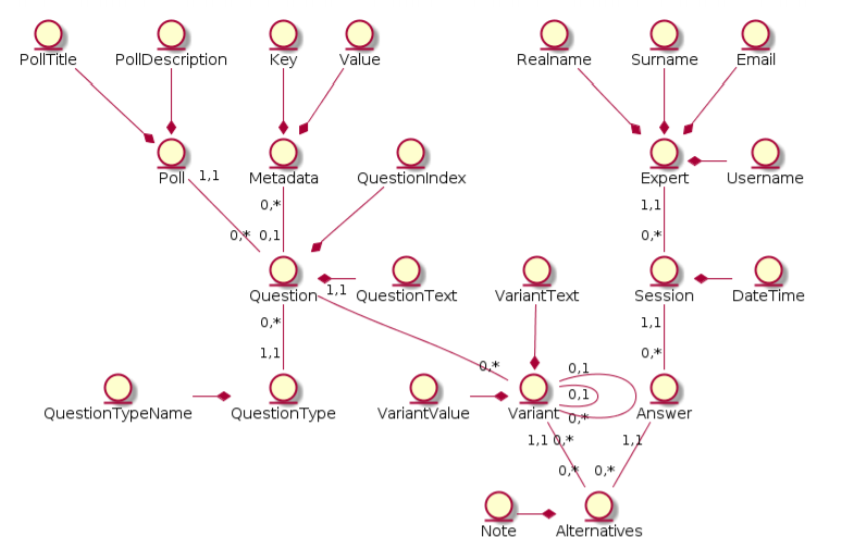 PollTitle PollDescription Key Value Realname Surname Email
Poll 1,1 Metadata QuestionIndex Expert Username
0,* 1,1
0,* 0,1 0,*
Question 1,1 QuestionText VariantText Session DateTime
0,* 1,1
1,1 0,* 0,1 0,*
QuestionTypeName QuestionType VariantValue Variant 0,1 0,* Answer
1,1 0,* 1,1
0,* 0,*
Note Alternatives